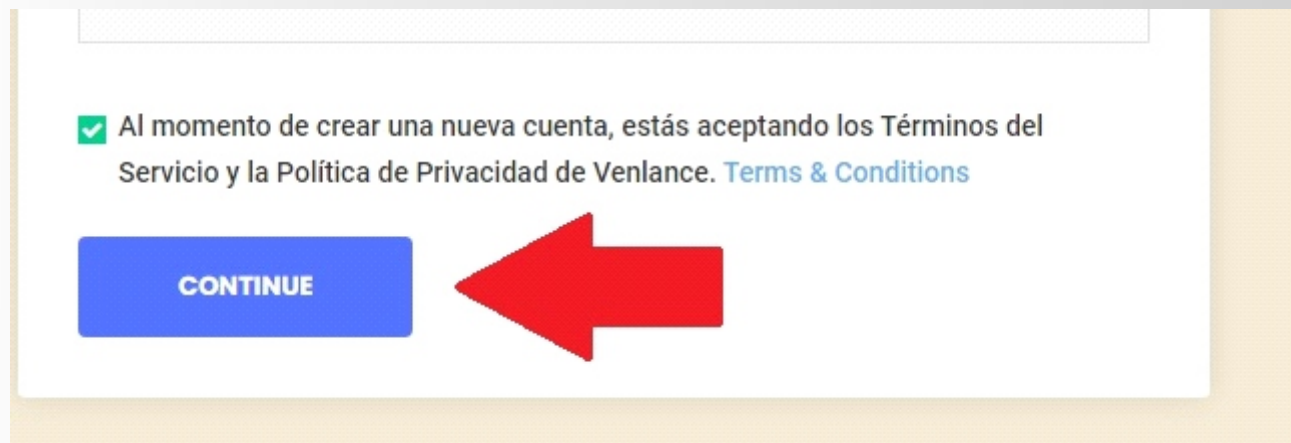 Al momento de crear una nueva cuenta, estás aceptando los Términos del
Servicio y la Política de Privacidad de Venlance. Terms & Conditions
CONTINUE